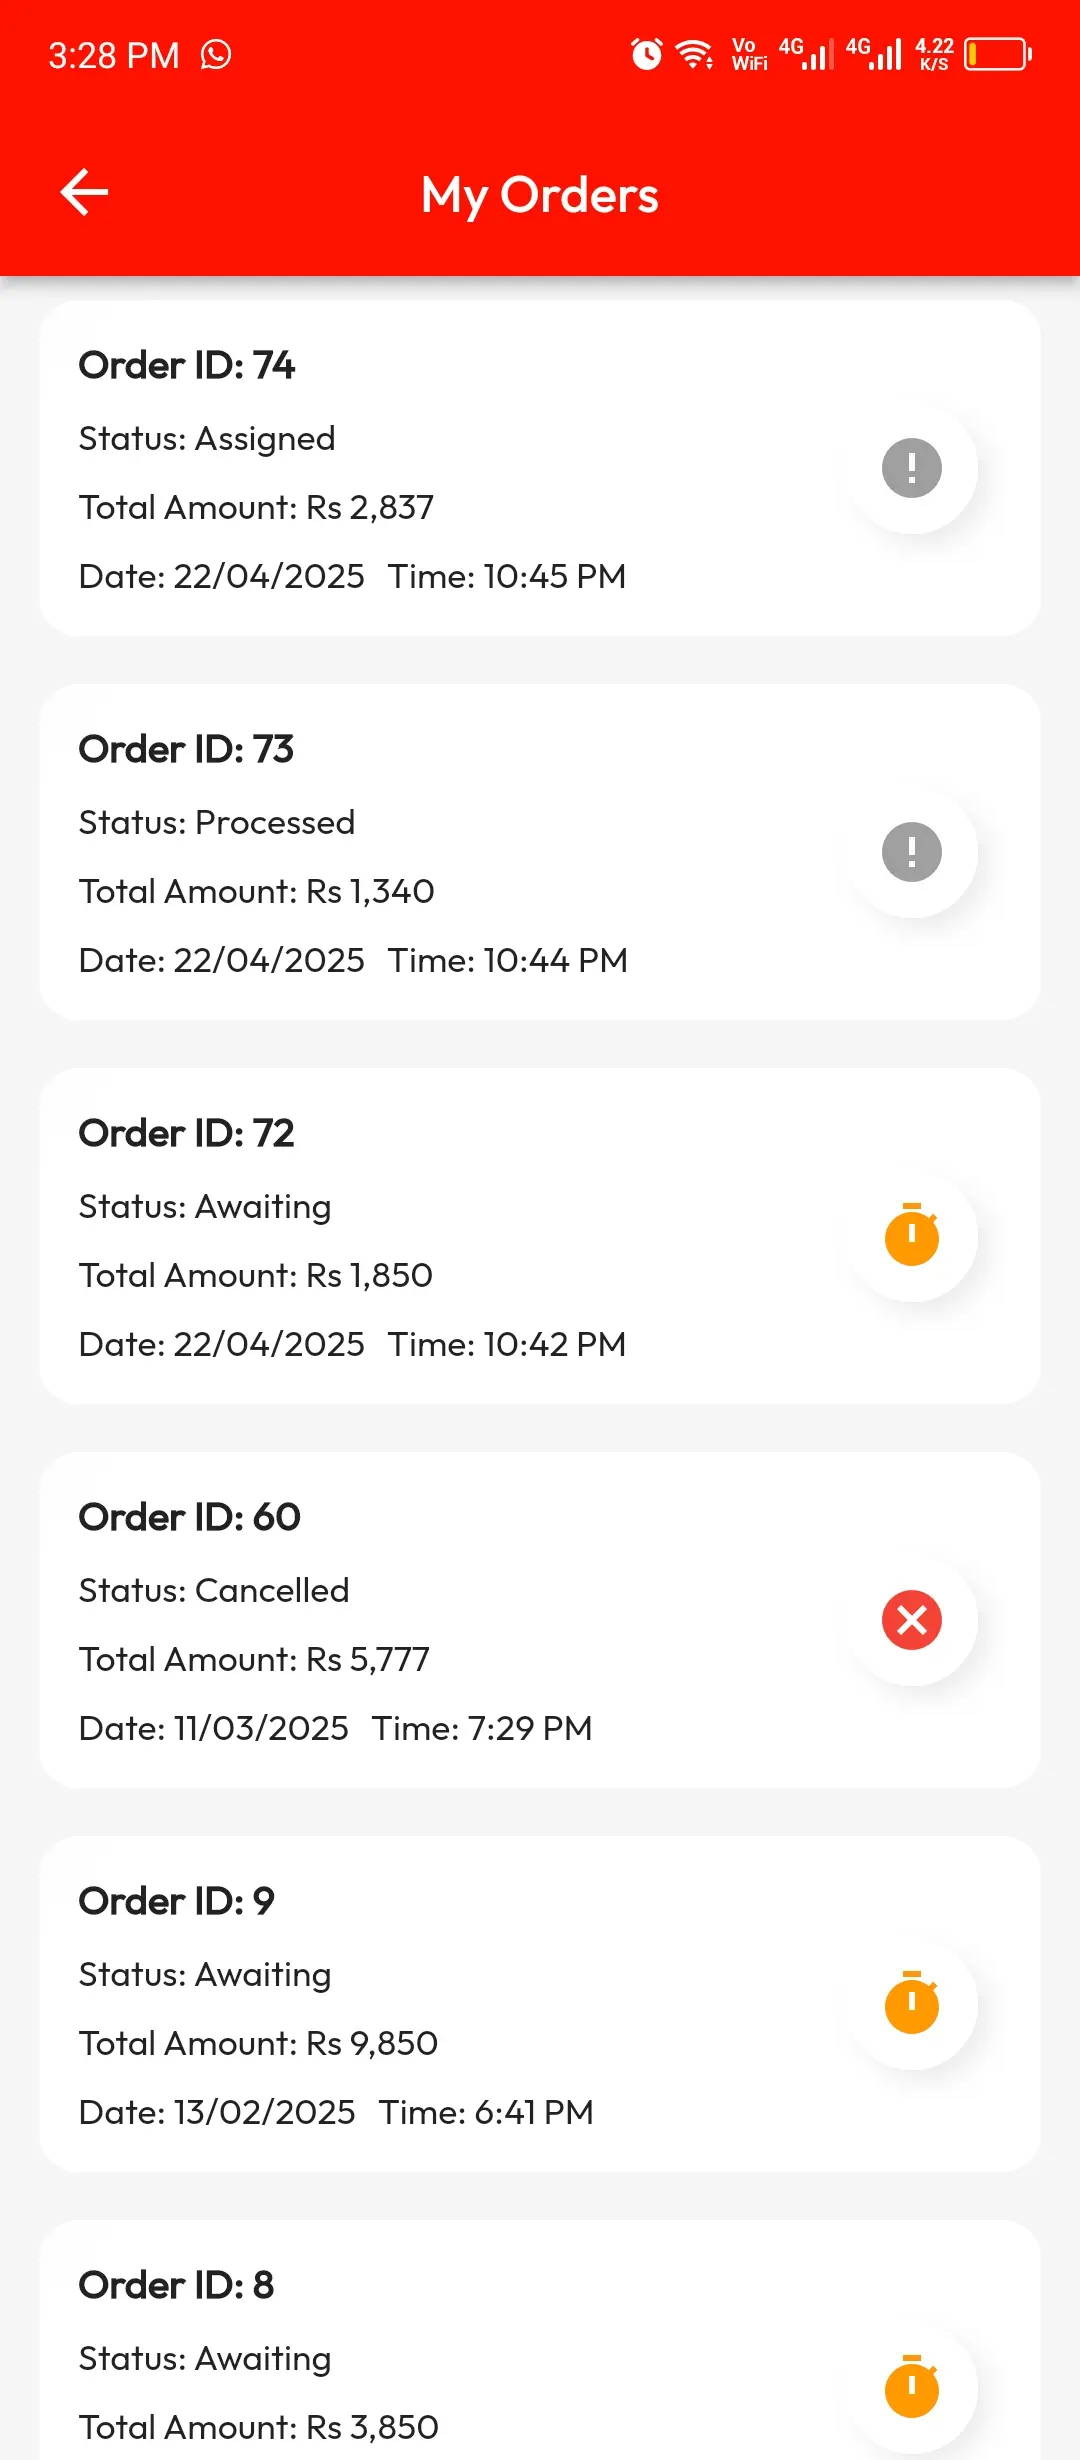 3:28 PM
Vo WiFi 4G 4G 4.22 K/S
My Orders
Order ID: 74
Status: Assigned
Total Amount: Rs 2,837
Date: 22/04/2025 Time: 10:45 PM
Order ID: 73
Status: Processed
Total Amount: Rs 1,340
Date: 22/04/2025 Time: 10:44 PM
Order ID: 72
Status: Awaiting
Total Amount: Rs 1,850
Date: 22/04/2025 Time: 10:42 PM
Order ID: 60
Status: Cancelled
Total Amount: Rs 5,777
Date: 11/03/2025 Time: 7:29 PM
Order ID: 9
Status: Awaiting
Total Amount: Rs 9,850
Date: 13/02/2025 Time: 6:41 PM
Order ID: 8
Status: Awaiting
Total Amount: Rs 3,850